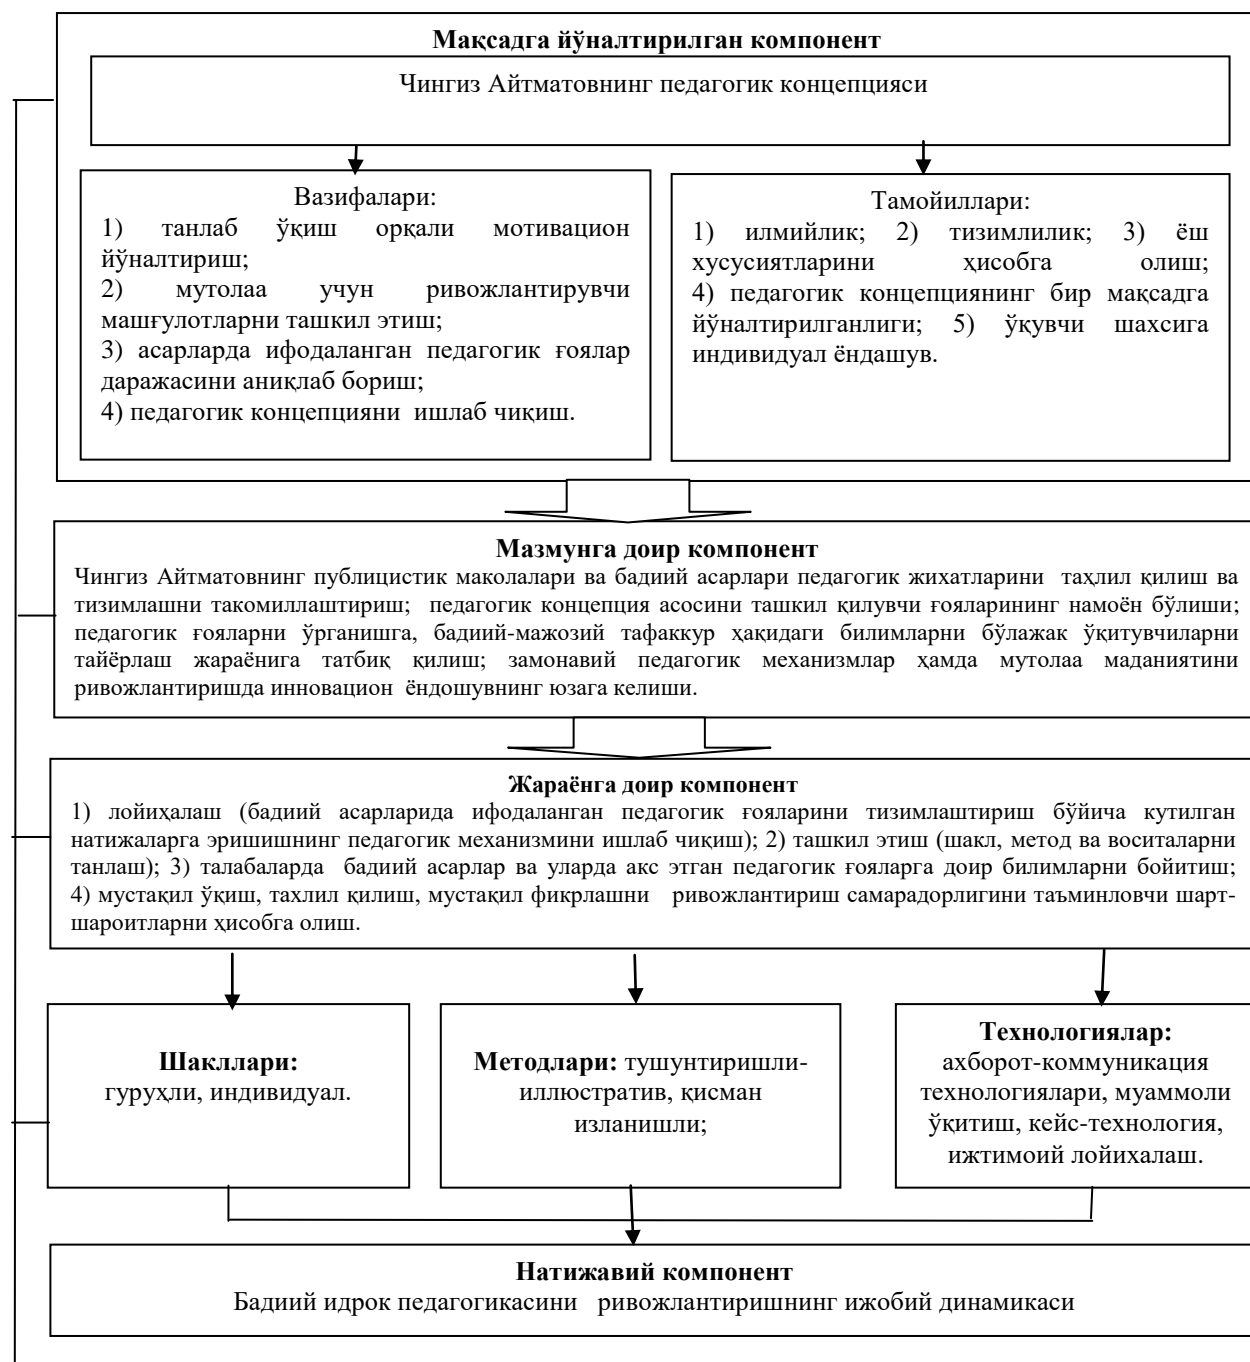 Мақсадга йўналтирилган компонент
Чингиз Айтматовнинг педагогик концепцияси
Вазифалари:
1) танлаб ўқиш орқали мотивацион
йўналтириш;
2) мутолаа учун ривожлантирувчи
машғулотларни ташкил этиш;
3) асарларда ифодаланган педагогик ғоялар
даражасини аниқлаб бориш;
4) педагогик концепцияни ишлаб чиқиш.
Тамойиллари:
1) илмийлик; 2) тизимлилик; 3) ёш
хусусиятларини ҳисобга олиш;
4) педагогик концепциянинг бир мақсадга
йўналтирилганлиги; 5) ўқувчи шахсига
индивидуал ёндашув.
Мазмунга доир компонент
Чингиз Айтматовнинг публицистик маколалари ва бадиий асарлари педагогик жихатларини таҳлил қилиш ва
тизимлашни такомиллаштириш; педагогик концепция асосини ташкил қилувчи ғояларининг намоён бўлиши;
педагогик ғояларни ўрганишга, бадиий-мажозий тафаккур ҳақидаги билимларни бўлажак ўқитувчиларни
тайёрлаш жараёнига татбиқ қилиш; замонавий педагогик механизмлар ҳамда мутолаа маданиятини
ривожлантиришда инновацион ёндошувнинг юзага келиши.
Жараёнга доир компонент
1) лойиҳалаш (бадиий асарларида ифодаланган педагогик ғояларини тизимлаштириш бўйича кутилган
натижаларга эришишнинг педагогик механизмини ишлаб чиқиш); 2) ташкил этиш (шакл, метод ва воситаларни
танлаш); 3) талабаларда бадиий асарлар ва уларда акс этган педагогик ғояларга доир билимларни бойитиш;
4) мустақил ўқиш, тахлил қилиш, мустақил фикрлашни ривожлантириш самарадорлигини таъминловчи шарт-
шароитларни ҳисобга олиш.
Шакллари:
гуруҳли, индивидуал.
Методлари: тушунтиришли-
иллюстратив, қисман
изланишли;
Технологиялар:
ахборот-коммуникация
технологиялари, муаммоли
ўқитиш, кейс-технология,
ижтимоий лойихалаш.
Натижавий компонент
Бадиий идрок педагогикасини ривожлантиришнинг ижобий динамикаси